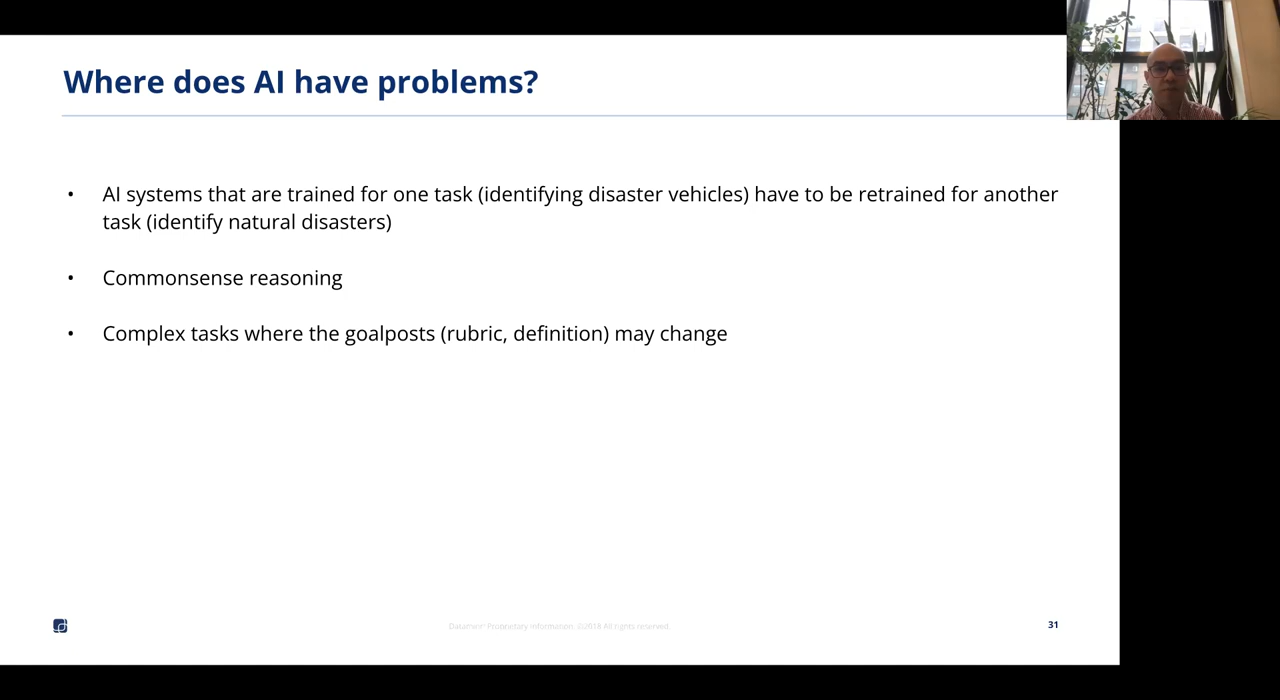 Where does AI have problems?
• AI systems that are trained for one task (identifying disaster vehicles) have to be retrained for another
task (identify natural disasters)
• Commonsense reasoning
• Complex tasks where the goalposts (rubric, definition) may change
Proprietary Information. ©2018 All rights reserved.
31